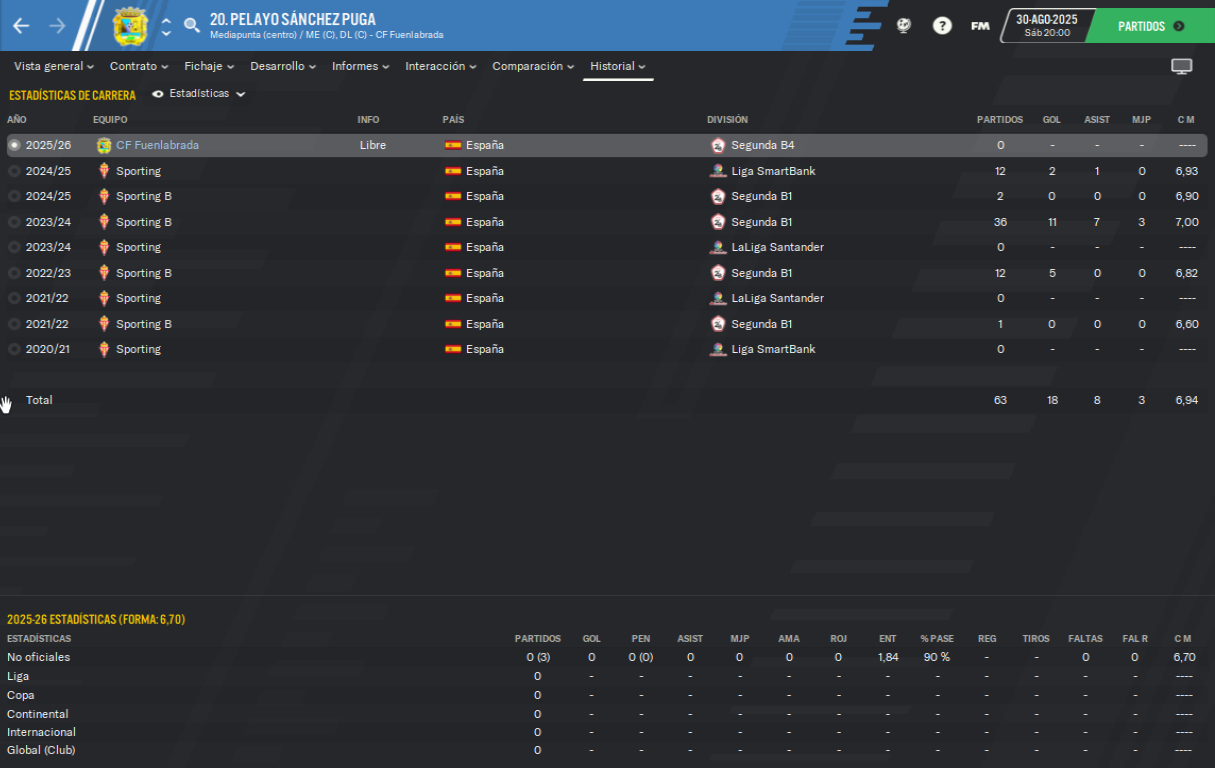 20. PELAYO SÁNCHEZ PUGA
Mediapunta (centro) / ME (C), DL (C) - CF Fuenlabrada
? FM 30-AGO-2025 PARTIDOS
Sáb 20:00
Vista general Contrato Fichaje Desarrollo Informes Interacción Comparación Historial
ESTADÍSTICAS DE CARRERA Estadísticas
AÑO EQUIPO INFO PAÍS DIVISIÓN PARTIDOS GOL ASIST MJP C M
2025/26 CF Fuenlabrada Libre España Segunda B4 0 - - - ----
2024/25 Sporting España Liga SmartBank 12 2 1 0 6,93
2024/25 Sporting B España Segunda B1 2 0 0 0 6,90
2023/24 Sporting B España Segunda B1 36 11 7 3 7,00
2023/24 Sporting España LaLiga Santander 0 - - - ----
2022/23 Sporting B España Segunda B1 12 5 0 0 6,82
2021/22 Sporting España LaLiga Santander 0 - - - ----
2021/22 Sporting B España Segunda B1 1 0 0 0 6,60
2020/21 Sporting España Liga SmartBank 0 - - - ----
Total 63 18 8 3 6,94
2025-26 ESTADÍSTICAS (FORMA: 6,70)
ESTADÍSTICAS PARTIDOS GOL PEN ASIST MJP AMA ROJ ENT % PASE REG TIROS FALTAS FAL R C M
No oficiales 0 (3) 0 0 (0) 0 0 0 0 1,84 90 % - - 0 0 6,70
Liga 0 - - - - - - - - - - - - ----
Copa 0 - - - - - - - - - - - - ----
Continental 0 - - - - - - - - - - - - ----
Internacional 0 - - - - - - - - - - - - ----
Global (Club) 0 - - - - - - - - - - - - ----